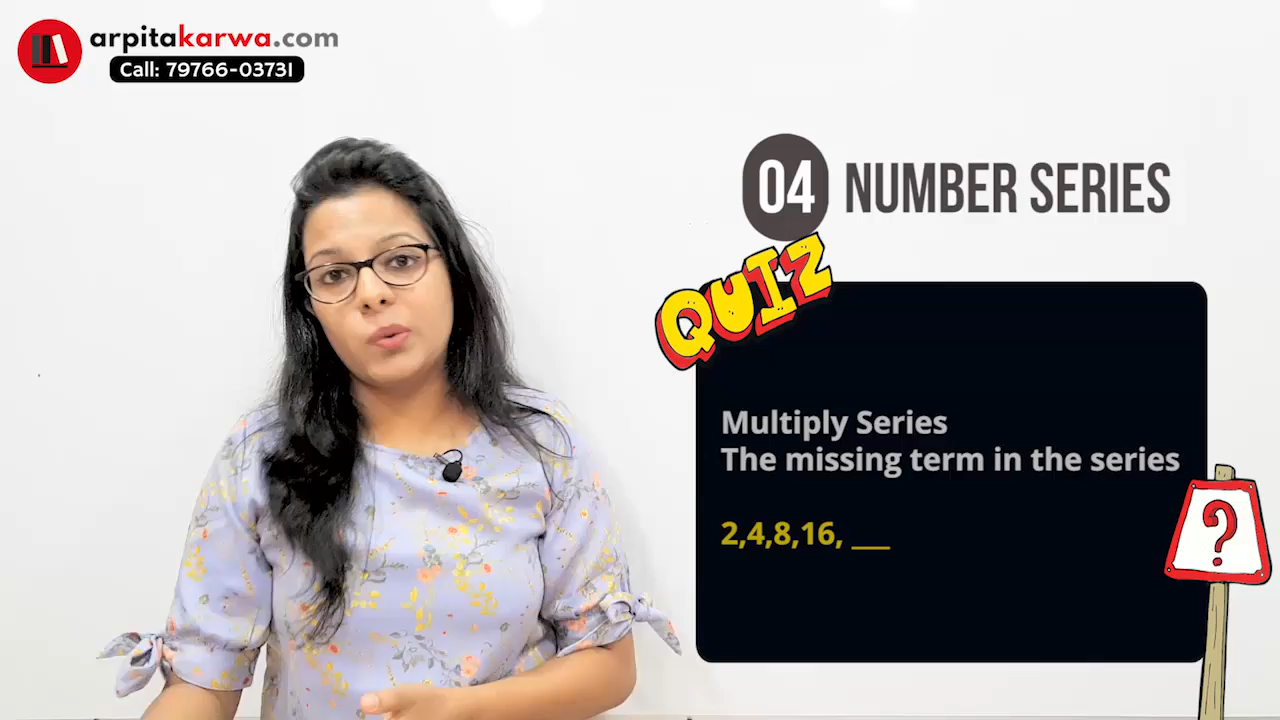 arpitakarwa.com
Call: 79766-03731
04 NUMBER SERIES
QUIZ
Multiply Series
The missing term in the series
2,4,8,16, ___
?